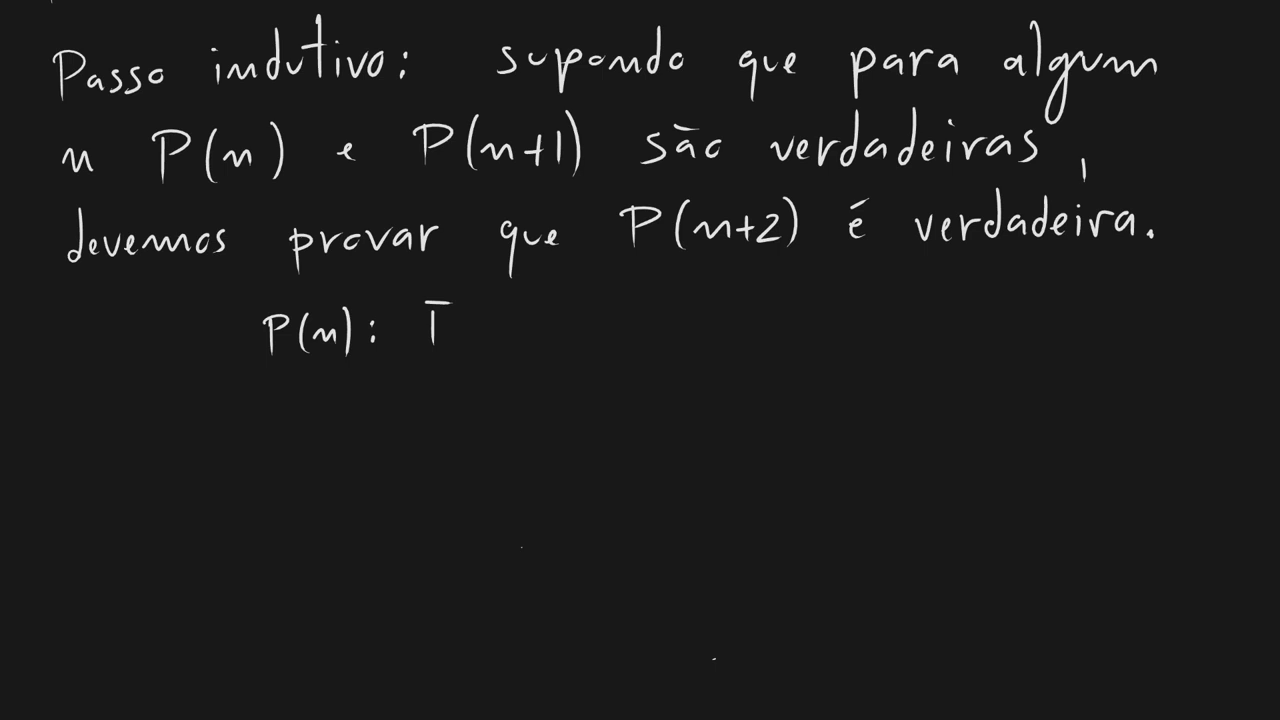 Passo indutivo: supondo que para algum
n P(n) e P(n+1) são verdadeiras,
devemos provar que P(n+2) é verdadeira.
P(n): T